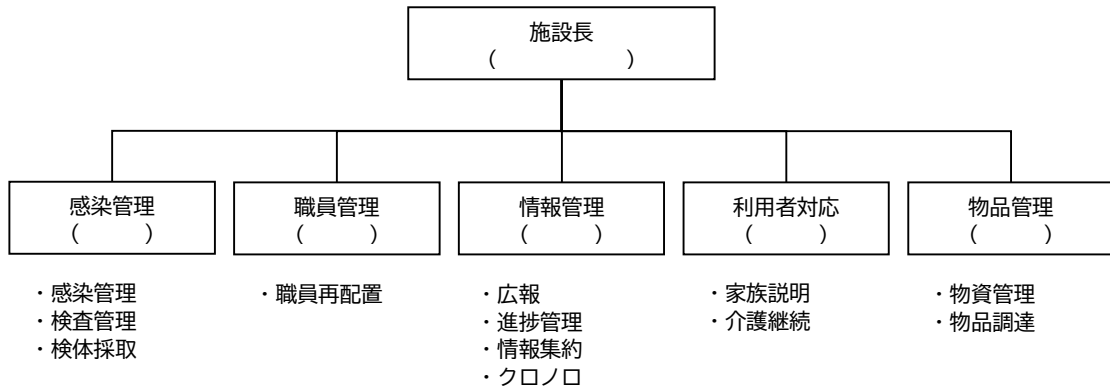 施設長
(　　　　　　)
感染管理
(　　　)
・感染管理
・検査管理
・検体採取
職員管理
(　　　)
・職員再配置
情報管理
(　　　)
・広報
・進捗管理
・情報集約
・クロノロ
利用者対応
(　　　)
・家族説明
・介護継続
物品管理
(　　　)
・物資管理
・物品調達